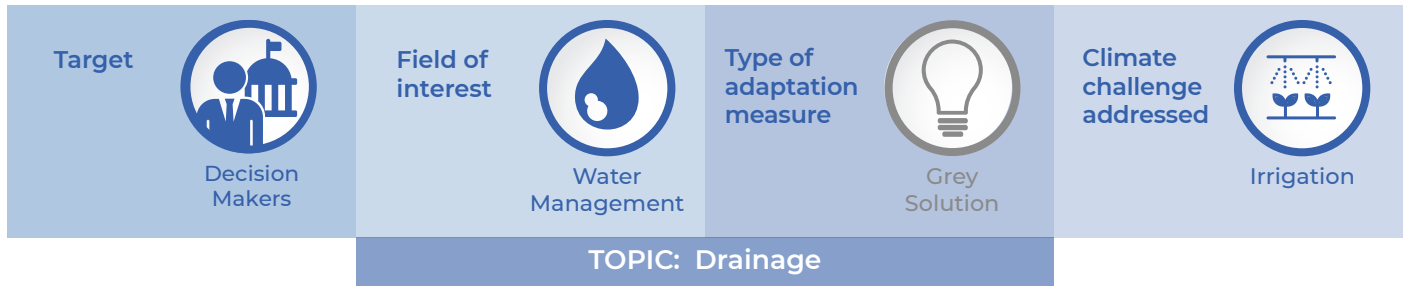 Target
Decision
Makers
Field of
interest
Water
Management
Type of
adaptation
measure
Grey
Solution
Climate
challenge
addressed
Irrigation
TOPIC: Drainage